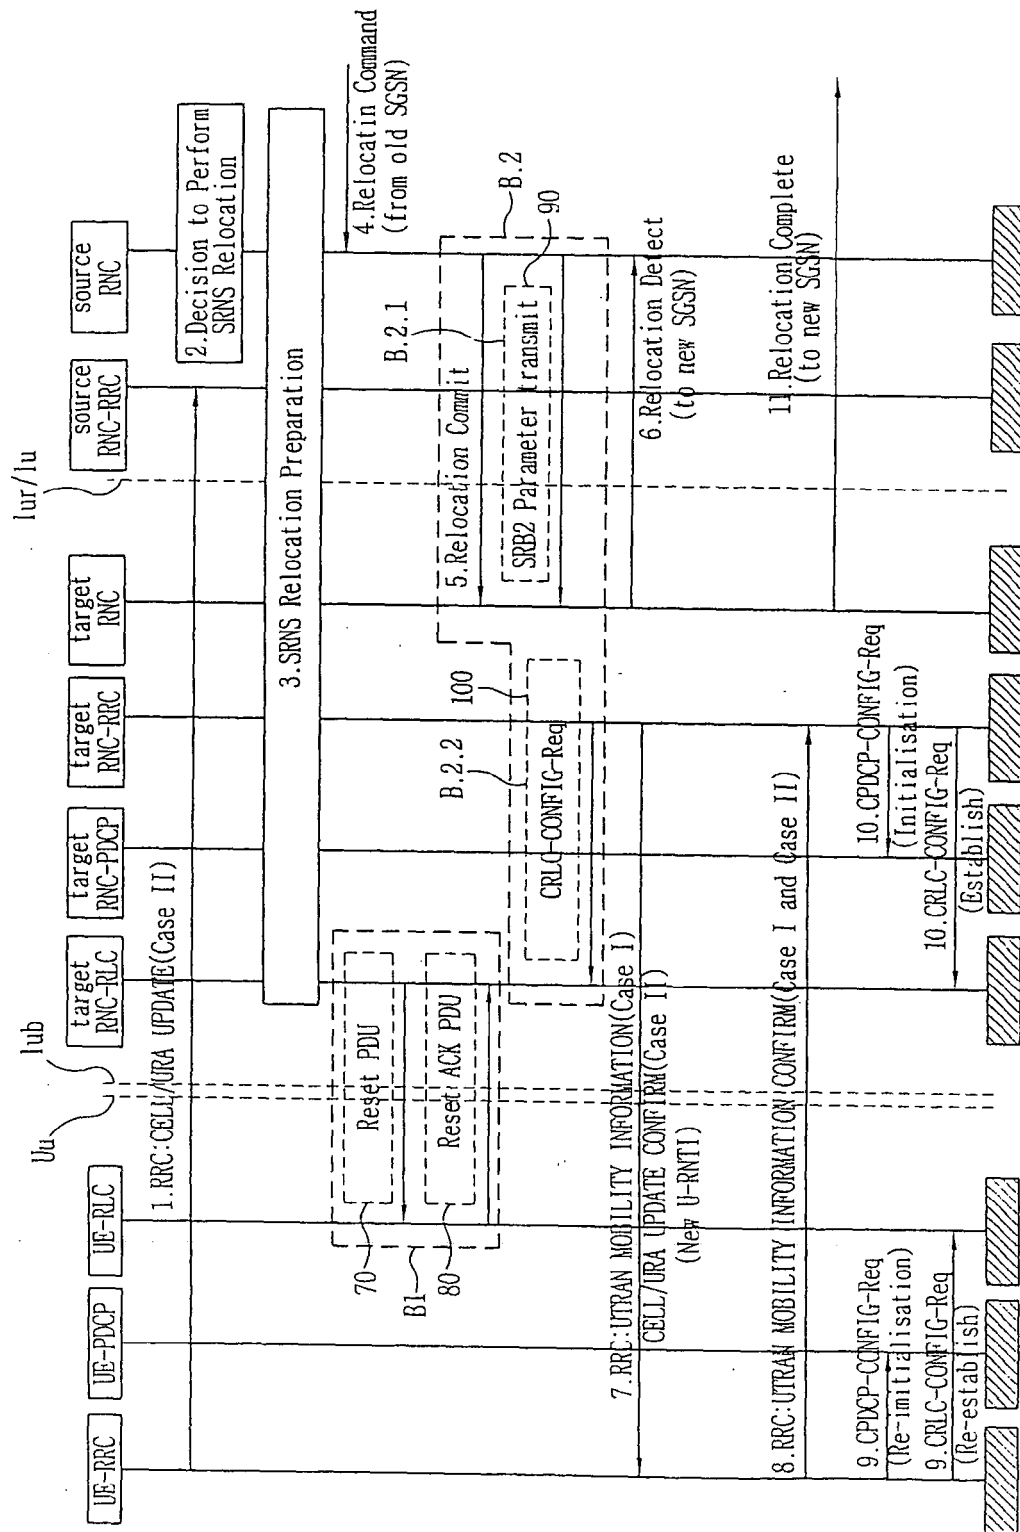 UE-RRC
UE-PDCP
UE-RLC
Uu
Iub
target
RNC-RLC
target
RNC-PDCP
target
RNC-RRC
target
RNC
Iur/Iu
source
RNC-RRC
source
RNC
1.RRC:CELL/URA UPDATE(Case II)
2.Decision to Perform
SRNS Relocation
3.SRNS Relocation Preparation
4.Relocatin Command
(from old SGSN)
70
Reset PDU
80
Reset ACK PDU
B1
B.2
5.Relocation Commit
B.2.1
90
SRB2 Parameter transmit
B.2.2
100
CRLC-CONFIG-Req
6.Relocation Detect
(to new SGSN)
7.RRC:UTRAN MOBILITY INFORMATION(Case I)
CELL/URA UPDATE CONFIRM(Case II)
(New U-RNTI)
8.RRC:UTRAN MOBILITY INFORMATION CONFIRM(Case I and Case II)
11.Relocation Complete
(to new SGSN)
9.CPDCP-CONFIG-Req
(Re-imitialisation)
9.CRLC-CONFIG-Req
(Re-establish)
10.CPDCP-CONFIG-Req
(Initialisation)
10.CRLC-CONFIG-Req
(Establish)